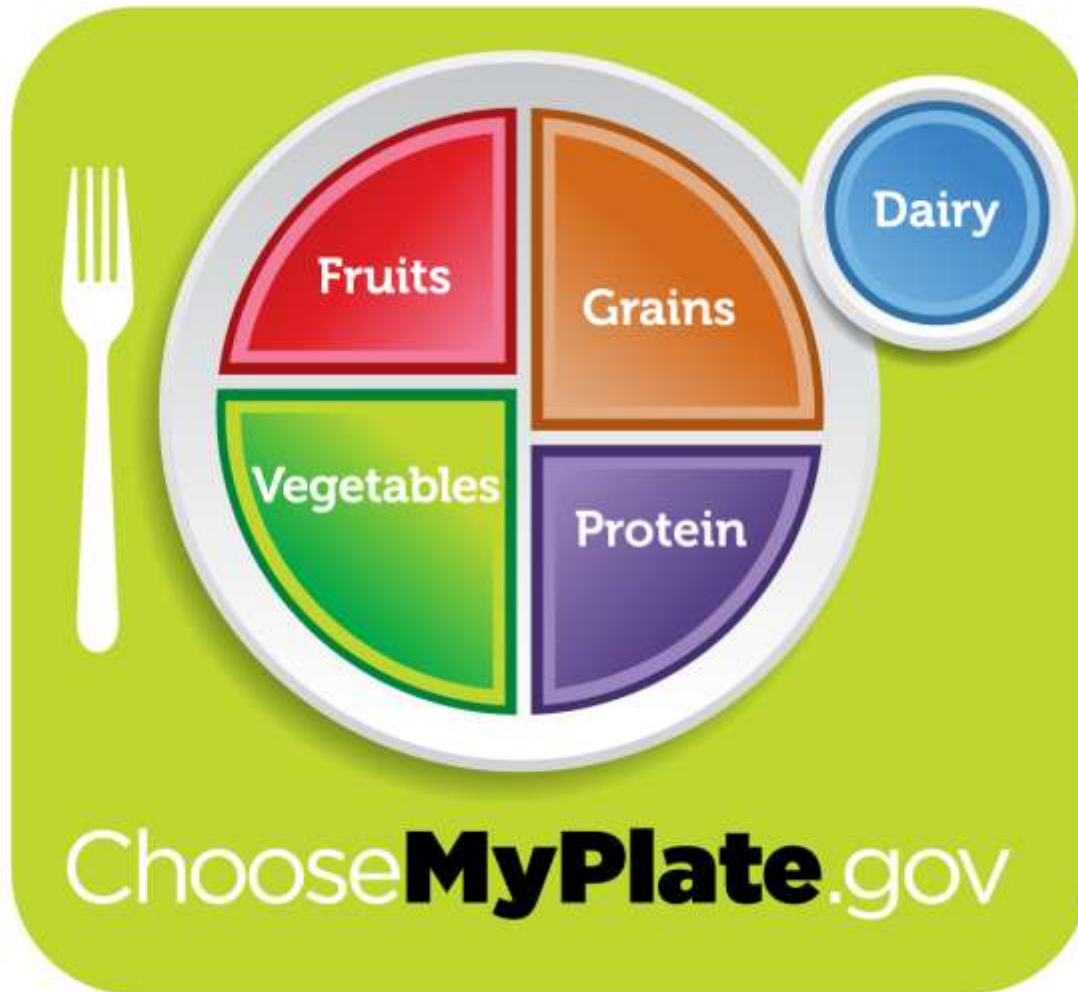 Fruits
Grains
Dairy
Vegetables
Protein
ChooseMyPlate.gov